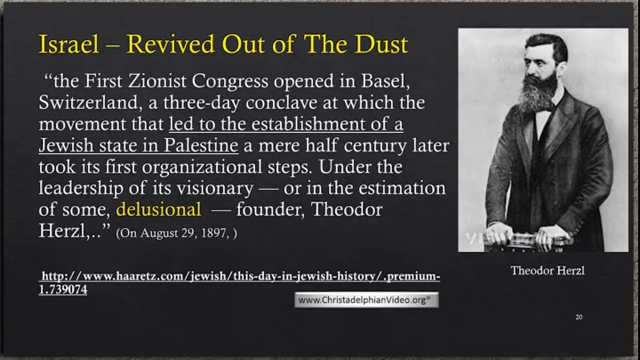 Israel – Revived Out of The Dust
“the First Zionist Congress opened in Basel,
Switzerland, a three-day conclave at which the
movement that led to the establishment of a
Jewish state in Palestine a mere half century later
took its first organizational steps. Under the
leadership of its visionary — or in the estimation
of some, delusional — founder, Theodor
Herzl,..” (On August 29, 1897, )
http://www.haaretz.com/jewish/this-day-in-jewish-history/.premium-
1.739074
Theodor Herzl
www.ChristadelphianVideo.org®
20